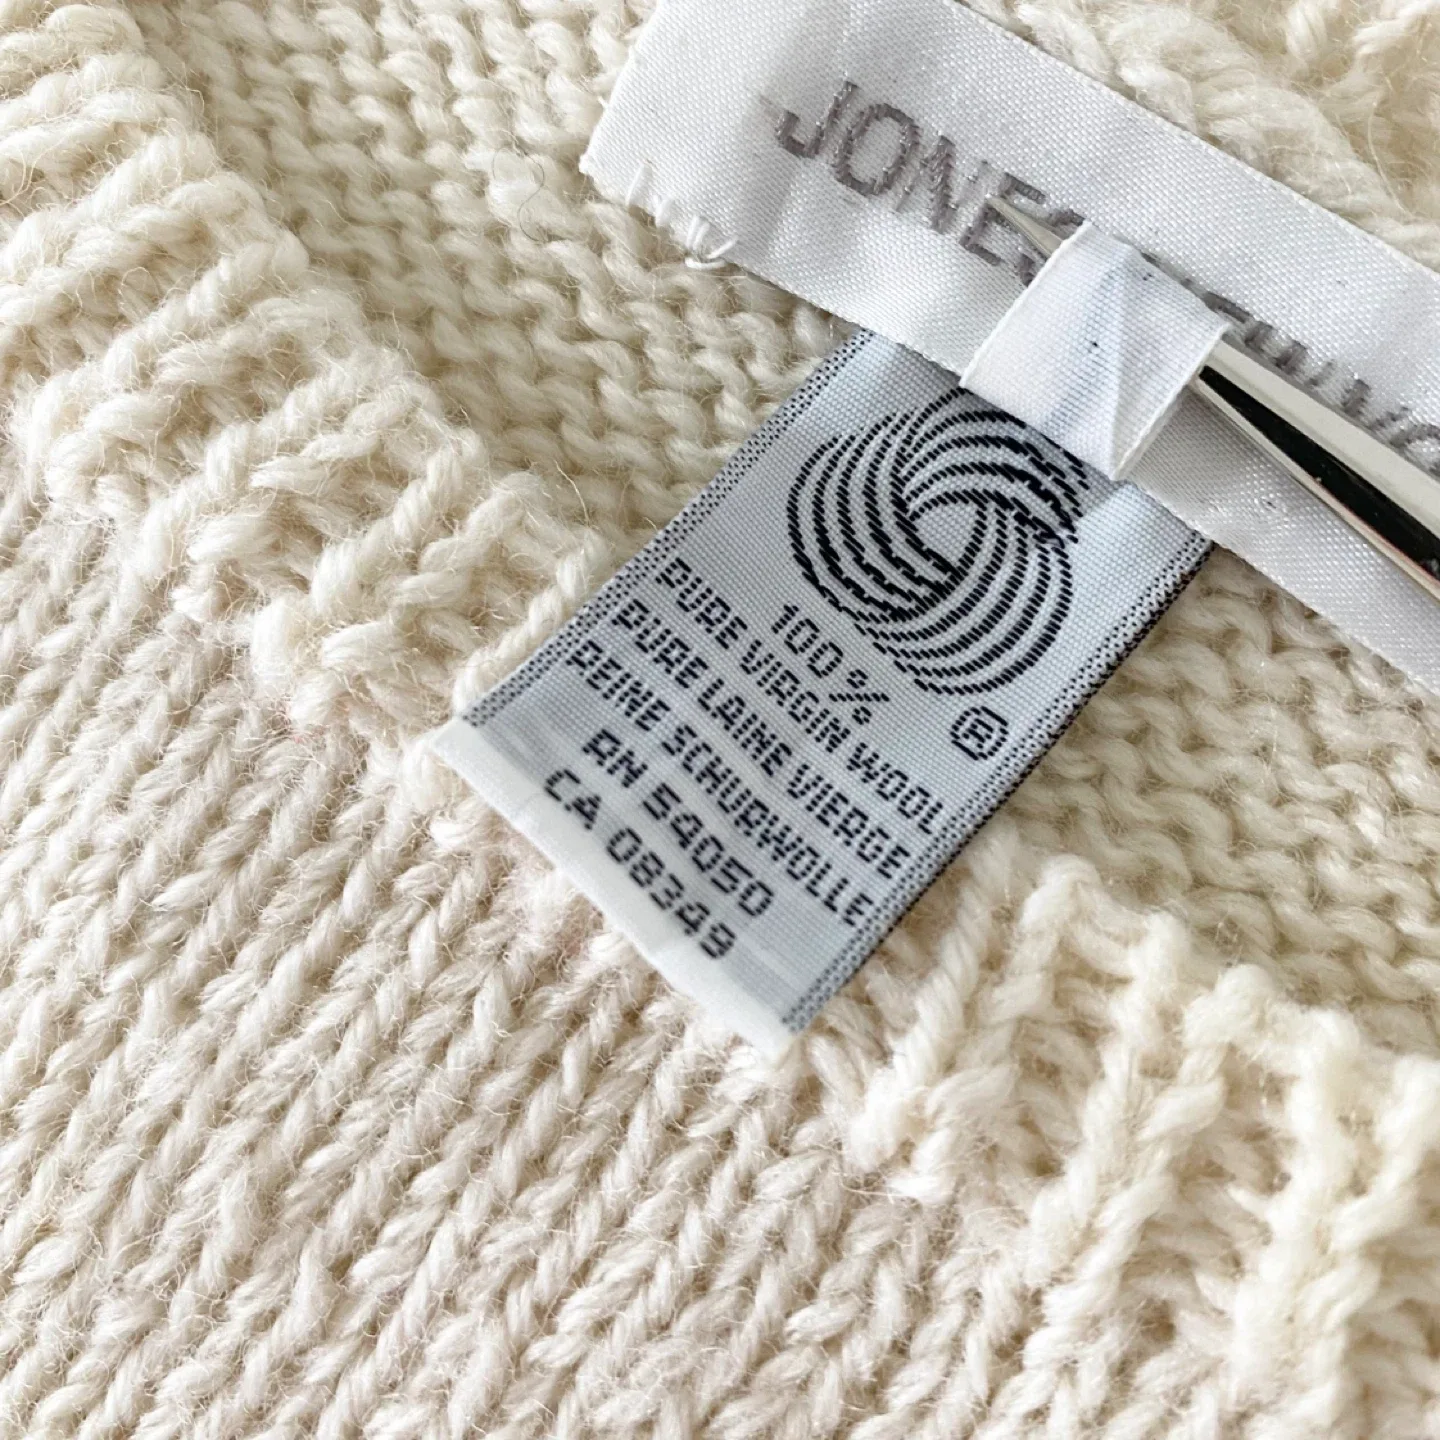 JONES
100%
PURE VIRGIN WOOL
PURE LAINE VIERGE
REINE SCHURWOLLE
RN 54050
CA 08349
®